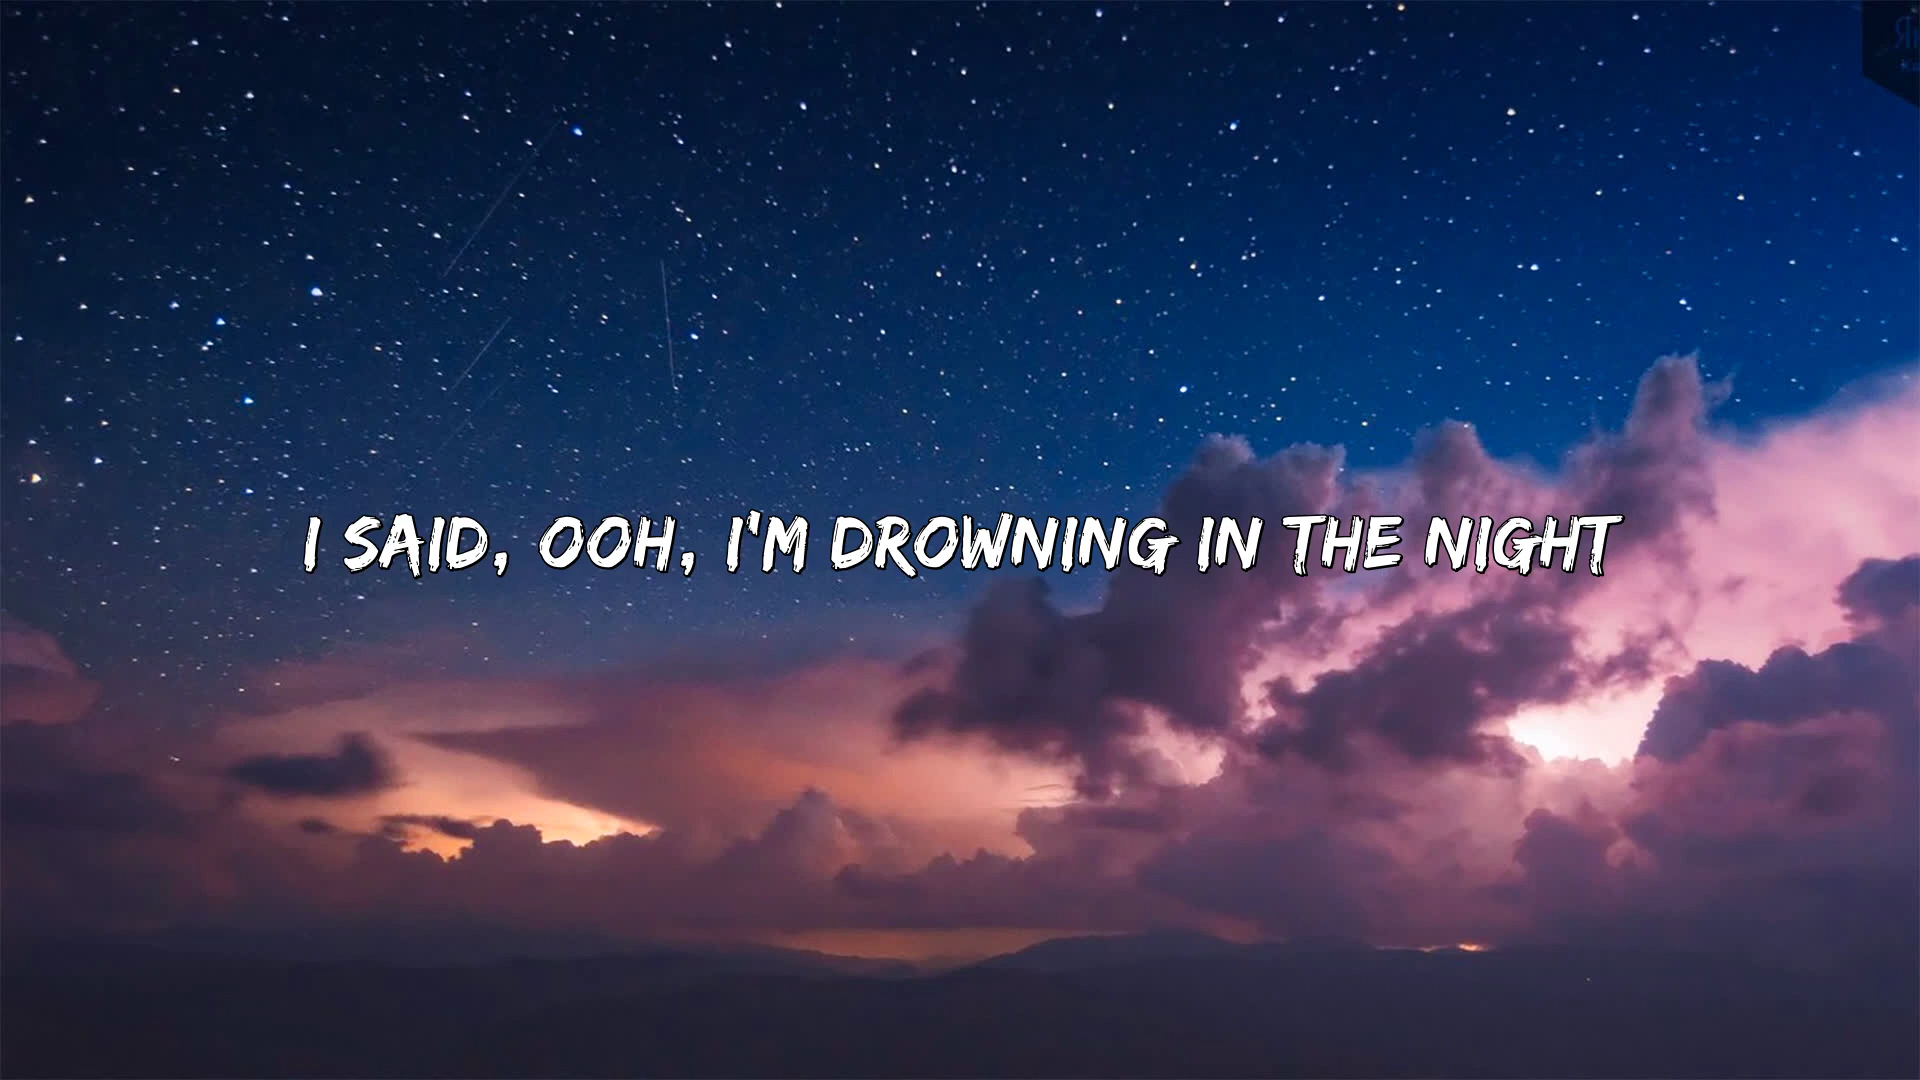 I SAID, OOH, I'M DROWNING IN THE NIGHT